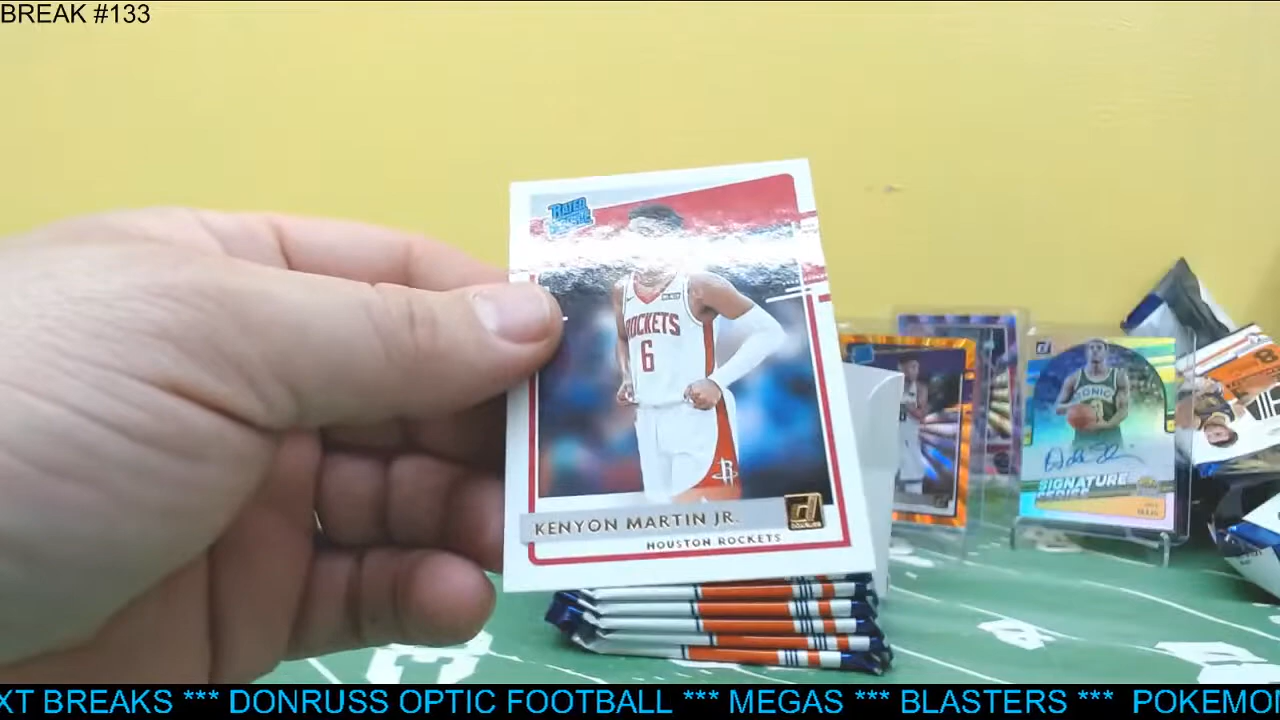 BREAK #133
RATED
ROOKIE
ROCKETS
6
KENYON MARTIN JR.
DONRUSS
HOUSTON ROCKETS
SONICS
SIGNATURE
SERIES
XT BREAKS *** DONRUSS OPTIC FOOTBALL *** MEGAS *** BLASTERS *** POKEMON